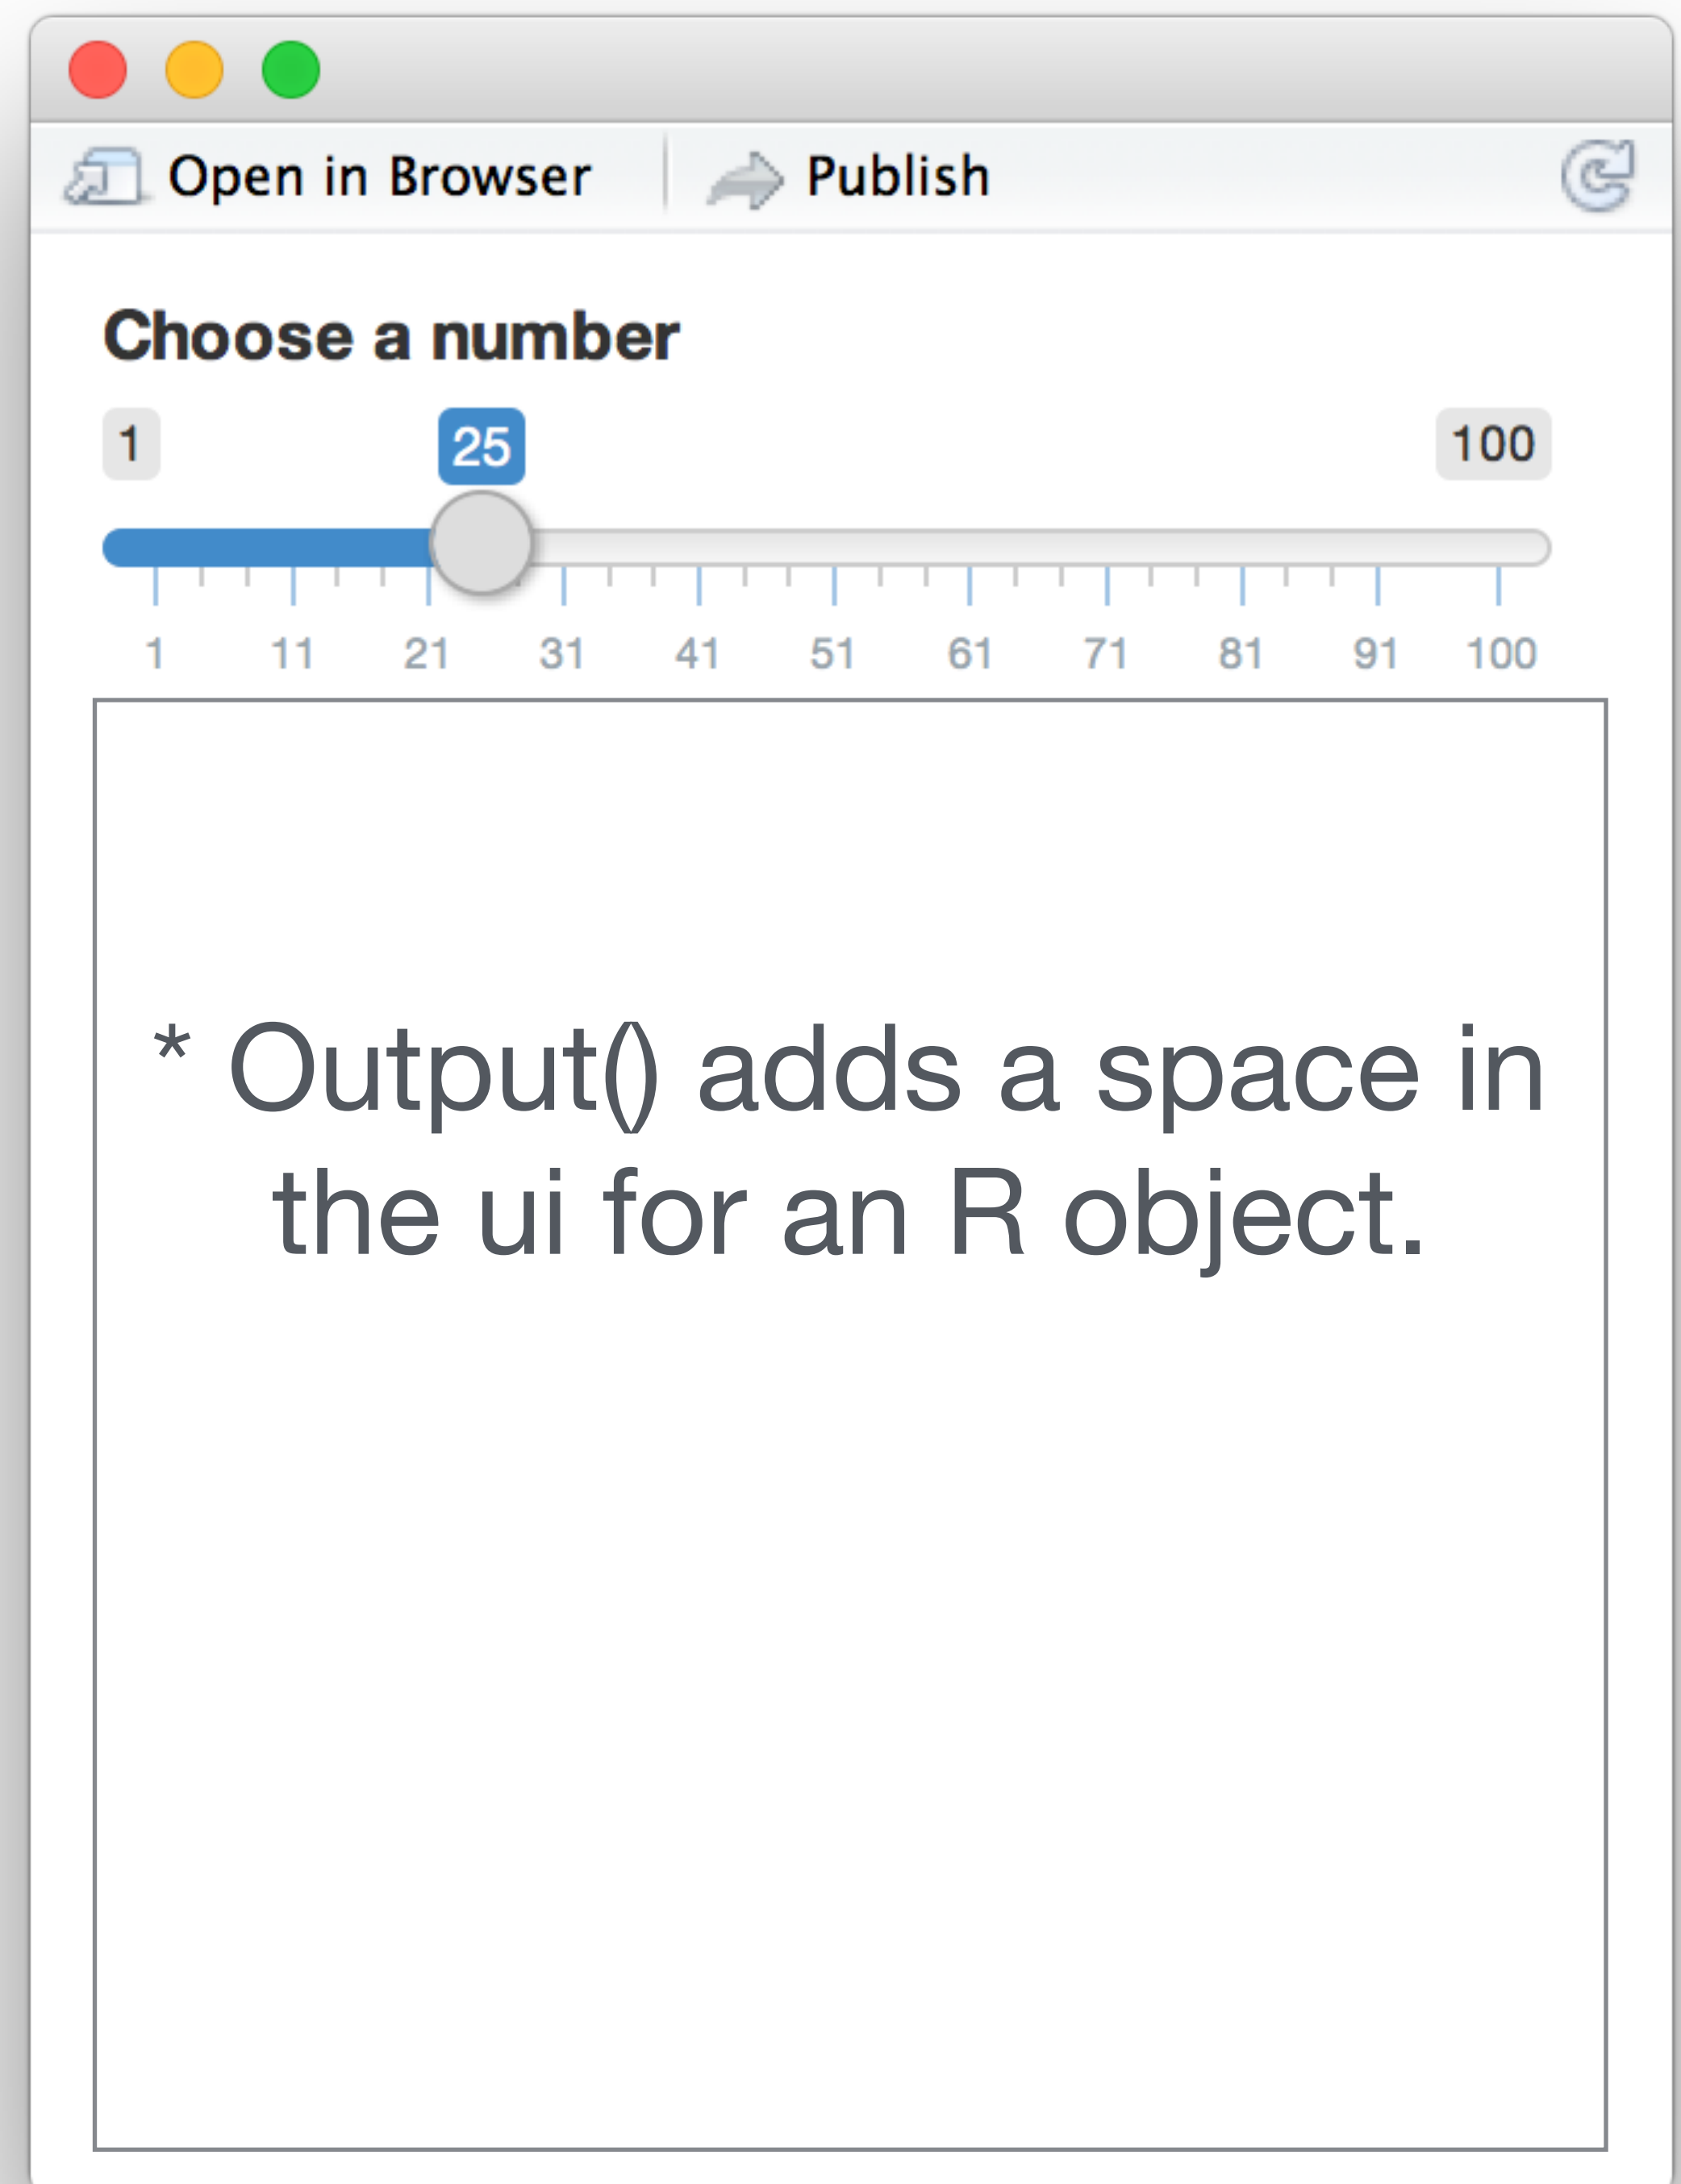 Open in Browser Publish
Choose a number
1 25 100
1 11 21 31 41 51 61 71 81 91 100
* Output() adds a space in
the ui for an R object.